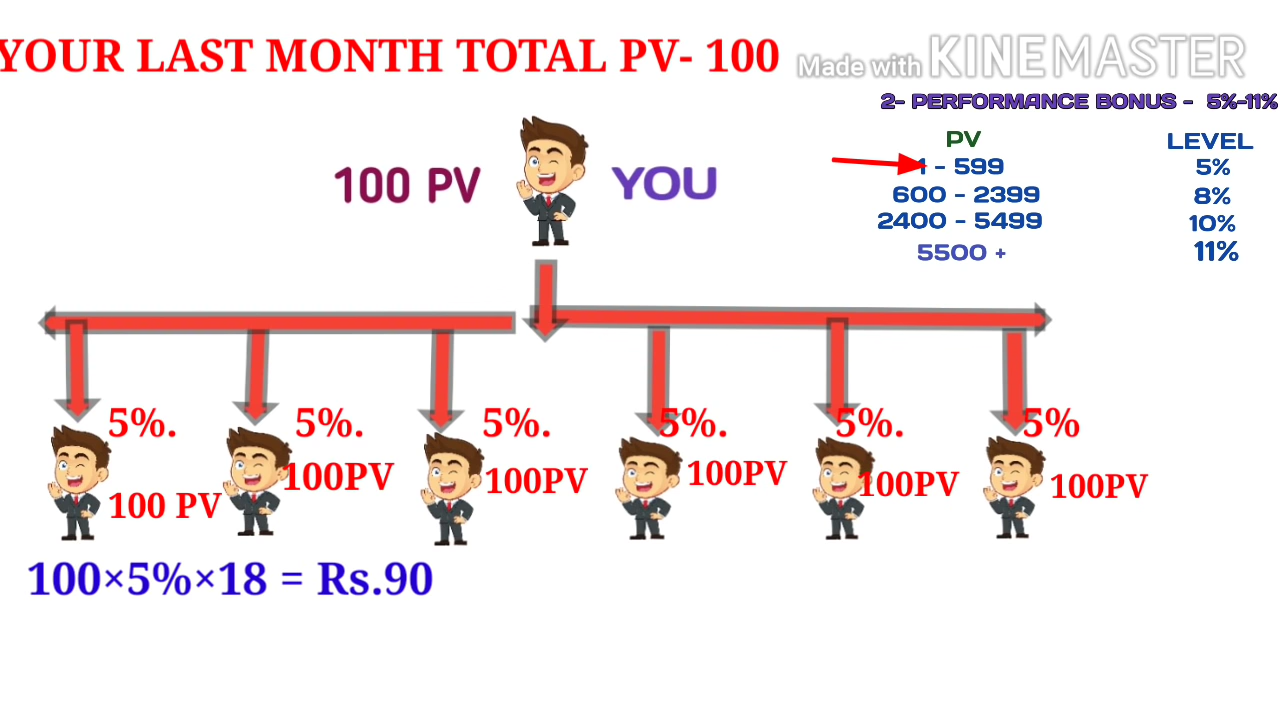 YOUR LAST MONTH TOTAL PV- 100
Made with KINEMASTER
2- PERFORMANCE BONUS - 5%-11%
PV LEVEL
1 - 599 5%
600 - 2399 8%
2400 - 5499 10%
5500 + 11%
100 PV YOU
5%. 5%. 5%. 5%. 5%. 5%
100 PV 100PV 100PV 100PV 100PV 100PV
100×5%×18 = Rs.90